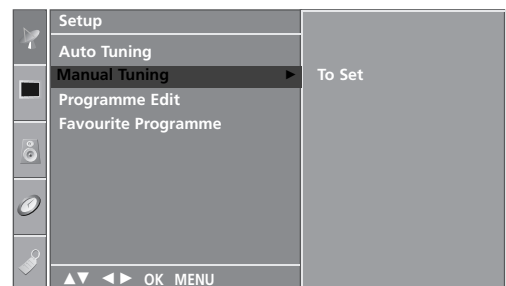 Setup
Auto Tuning
Manual Tuning ► To Set
Programme Edit
Favourite Programme
▲▼ ◄► OK MENU